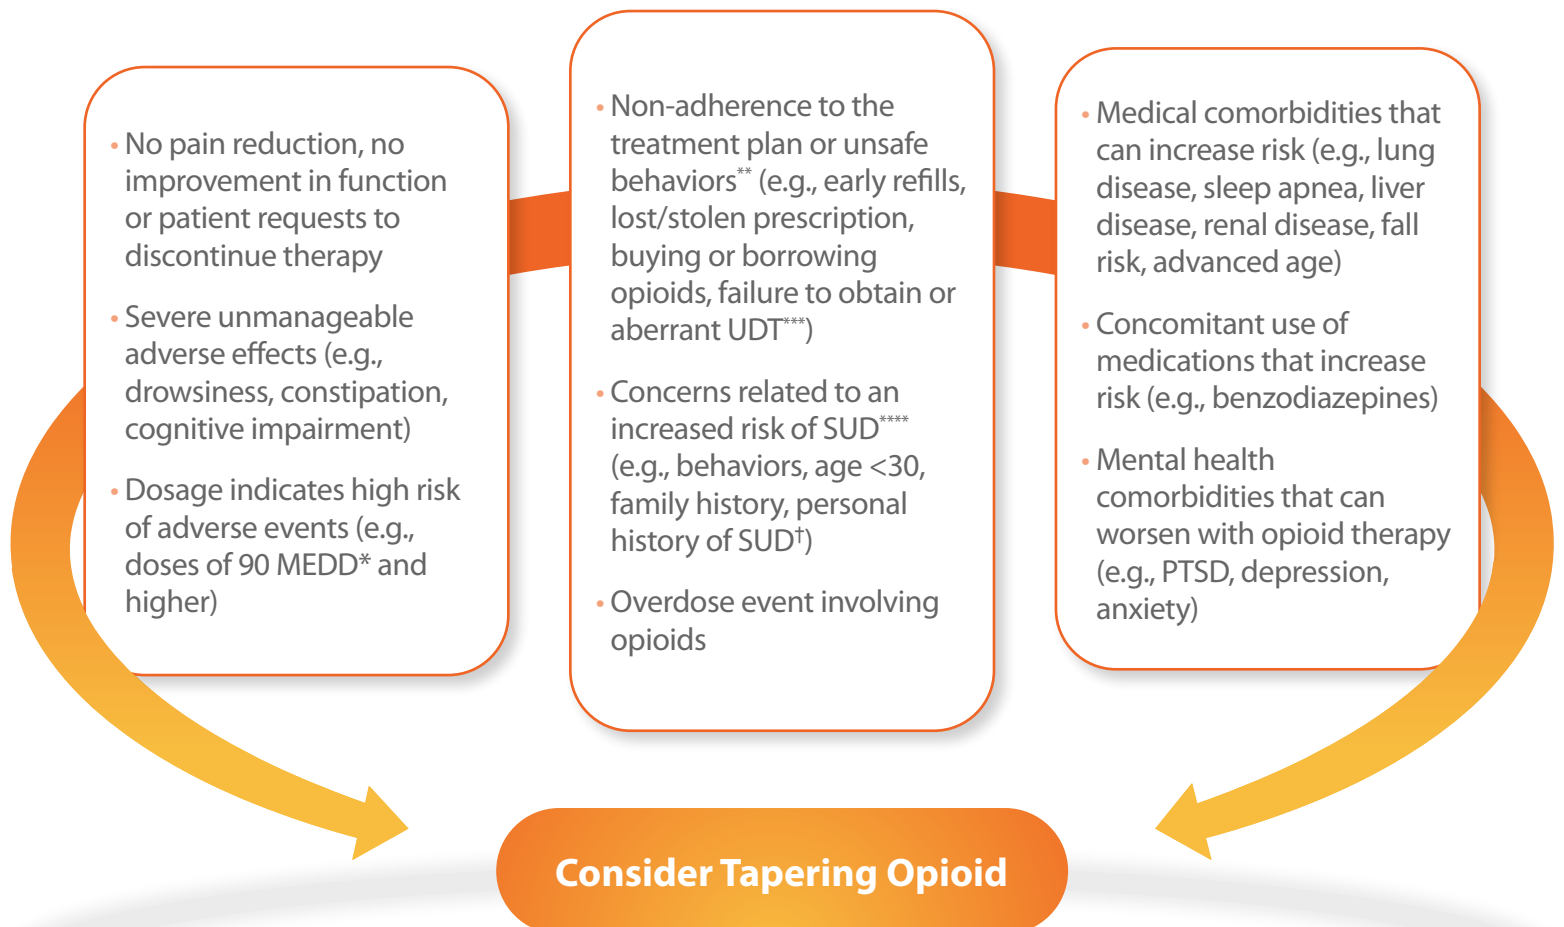 • No pain reduction, no
improvement in function
or patient requests to
discontinue therapy
• Severe unmanageable
adverse effects (e.g.,
drowsiness, constipation,
cognitive impairment)
• Dosage indicates high risk
of adverse events (e.g.,
doses of 90 MEDD* and
higher)
• Non-adherence to the
treatment plan or unsafe
behaviors** (e.g., early refills,
lost/stolen prescription,
buying or borrowing
opioids, failure to obtain or
aberrant UDT***)
• Concerns related to an
increased risk of SUD****
(e.g., behaviors, age <30,
family history, personal
history of SUD†)
• Overdose event involving
opioids
• Medical comorbidities that
can increase risk (e.g., lung
disease, sleep apnea, liver
disease, renal disease, fall
risk, advanced age)
• Concomitant use of
medications that increase
risk (e.g., benzodiazepines)
• Mental health
comorbidities that can
worsen with opioid therapy
(e.g., PTSD, depression,
anxiety)
Consider Tapering Opioid